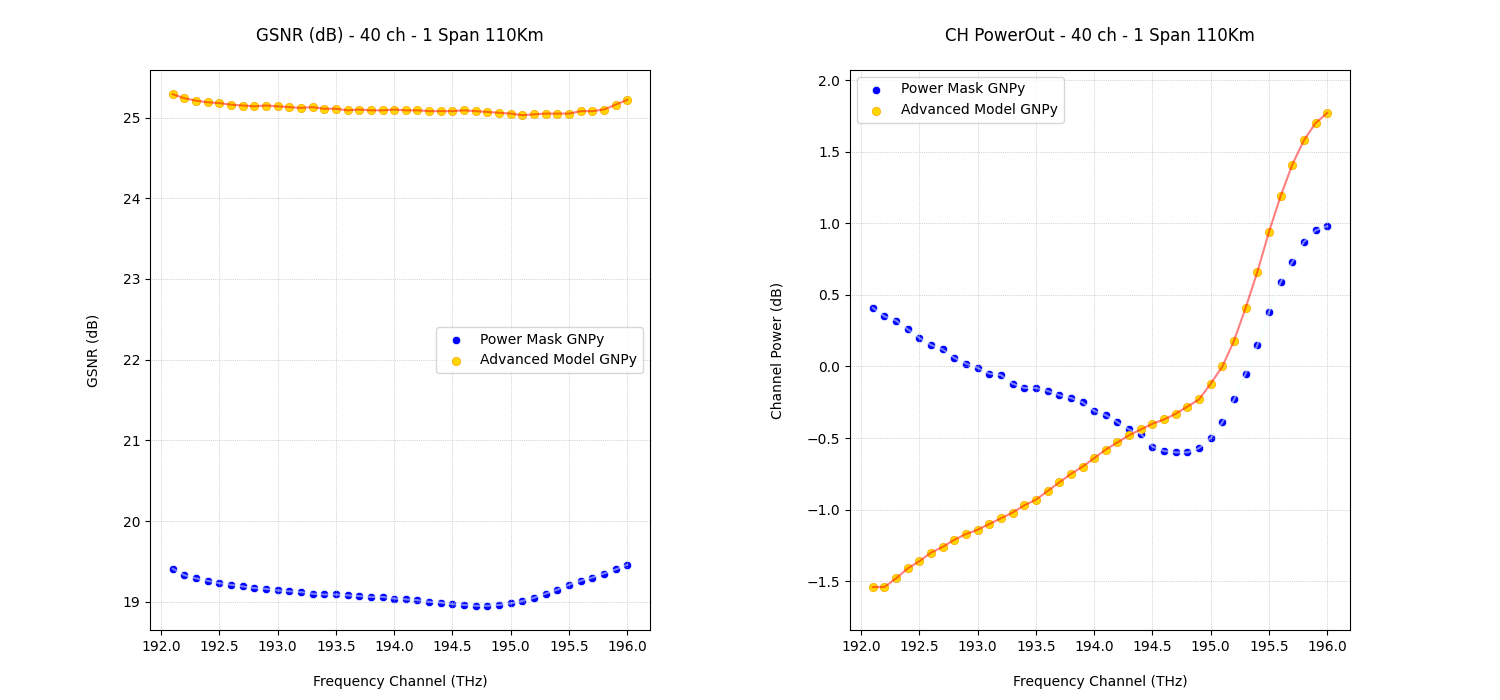 GSNR (dB) - 40 ch - 1 Span 110Km
25
24
23
22
21
20
19
GSNR (dB)
Power Mask GNPy
Advanced Model GNPy
192.0 192.5 193.0 193.5 194.0 194.5 195.0 195.5 196.0
Frequency Channel (THz)
CH PowerOut - 40 ch - 1 Span 110Km
Power Mask GNPy
Advanced Model GNPy
2.0
1.5
1.0
0.5
0.0
−0.5
−1.0
−1.5
Channel Power (dB)
192.0 192.5 193.0 193.5 194.0 194.5 195.0 195.5 196.0
Frequency Channel (THz)